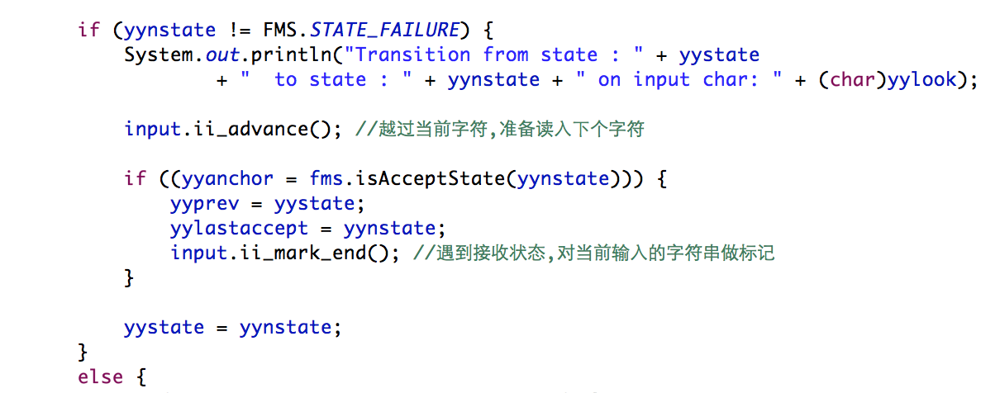 if (yynstate != FMS.STATE_FAILURE) {
System.out.println("Transition from state : " + yystate
+ "  to state : " + yynstate + " on input char: " + (char)yylook);
input.ii_advance(); //越过当前字符,准备读入下个字符
if ((yyanchor = fms.isAcceptState(yynstate))) {
yyprev = yystate;
yylastaccept = yynstate;
input.ii_mark_end(); //遇到接收状态,对当前输入的字符串做标记
}
yystate = yynstate;
}
else {